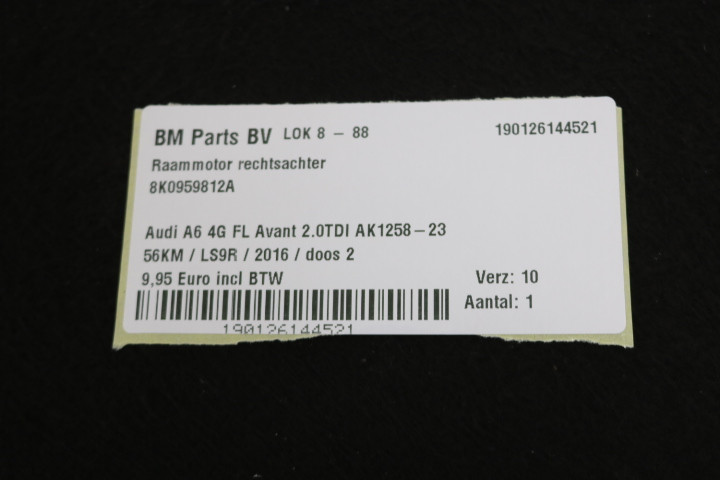 BM Parts BV LOK 8 – 88 190126144521
Raammotor rechtsachter
8K0959812A
Audi A6 4G FL Avant 2.0TDI AK1258–23
56KM / LS9R / 2016 / doos 2
9,95 Euro incl BTW Verz: 10
Aantal: 1
190126144521